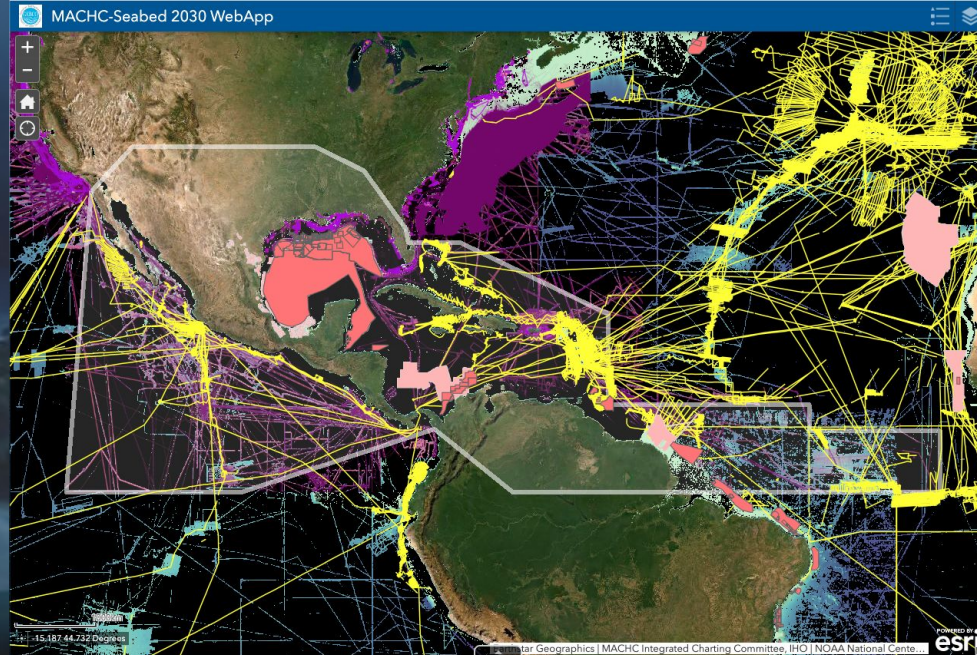 MACHC-Seabed 2030 WebApp
+
−
-15.187 44.732 Degrees
Earthstar Geographics | MACHC Integrated Charting Committee, IHO | NOAA National Cente...
POWERED BY
esri